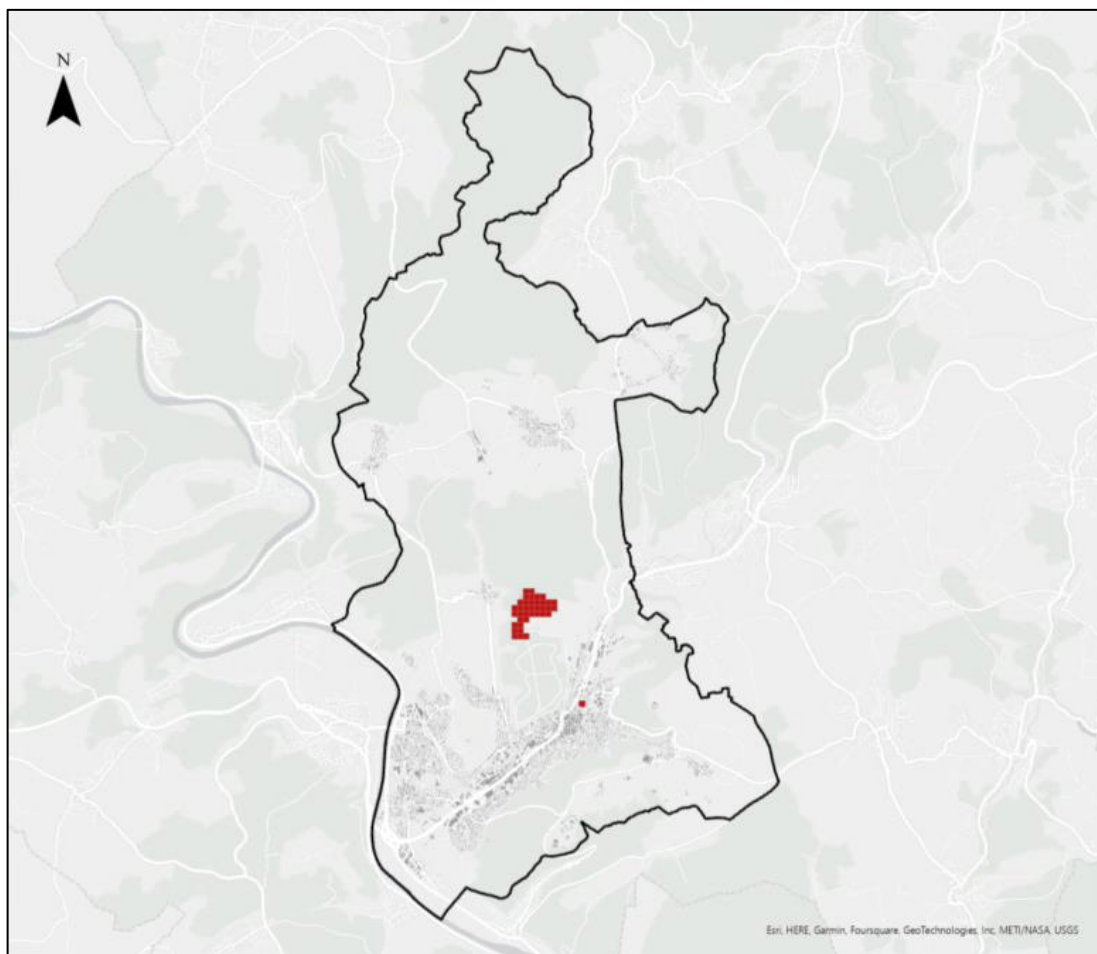 N
Esri, HERE, Garmin, Foursquare, GeoTechnologies, Inc, METI/NASA, USGS